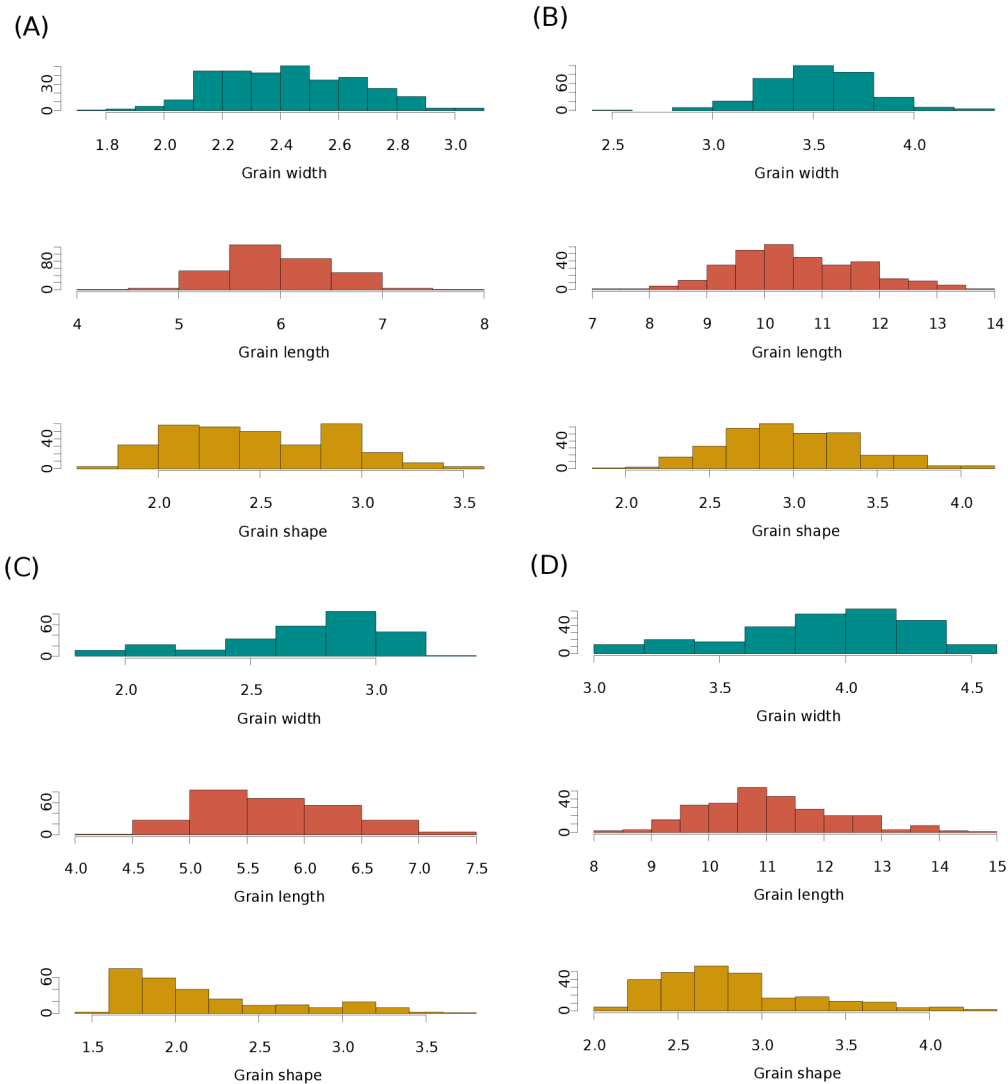 (A)
30
0
1.8 2.0 2.2 2.4 2.6 2.8 3.0
Grain width
80
0
4 5 6 7 8
Grain length
40
0
2.0 2.5 3.0 3.5
Grain shape
(B)
60
0
2.5 3.0 3.5 4.0
Grain width
40
0
7 8 9 10 11 12 13 14
Grain length
40
0
2.0 2.5 3.0 3.5 4.0
Grain shape
(C)
60
0
2.0 2.5 3.0
Grain width
60
0
4.0 4.5 5.0 5.5 6.0 6.5 7.0 7.5
Grain length
60
0
1.5 2.0 2.5 3.0 3.5
Grain shape
(D)
40
0
3.0 3.5 4.0 4.5
Grain width
40
0
8 9 10 11 12 13 14 15
Grain length
40
0
2.0 2.5 3.0 3.5 4.0
Grain shape